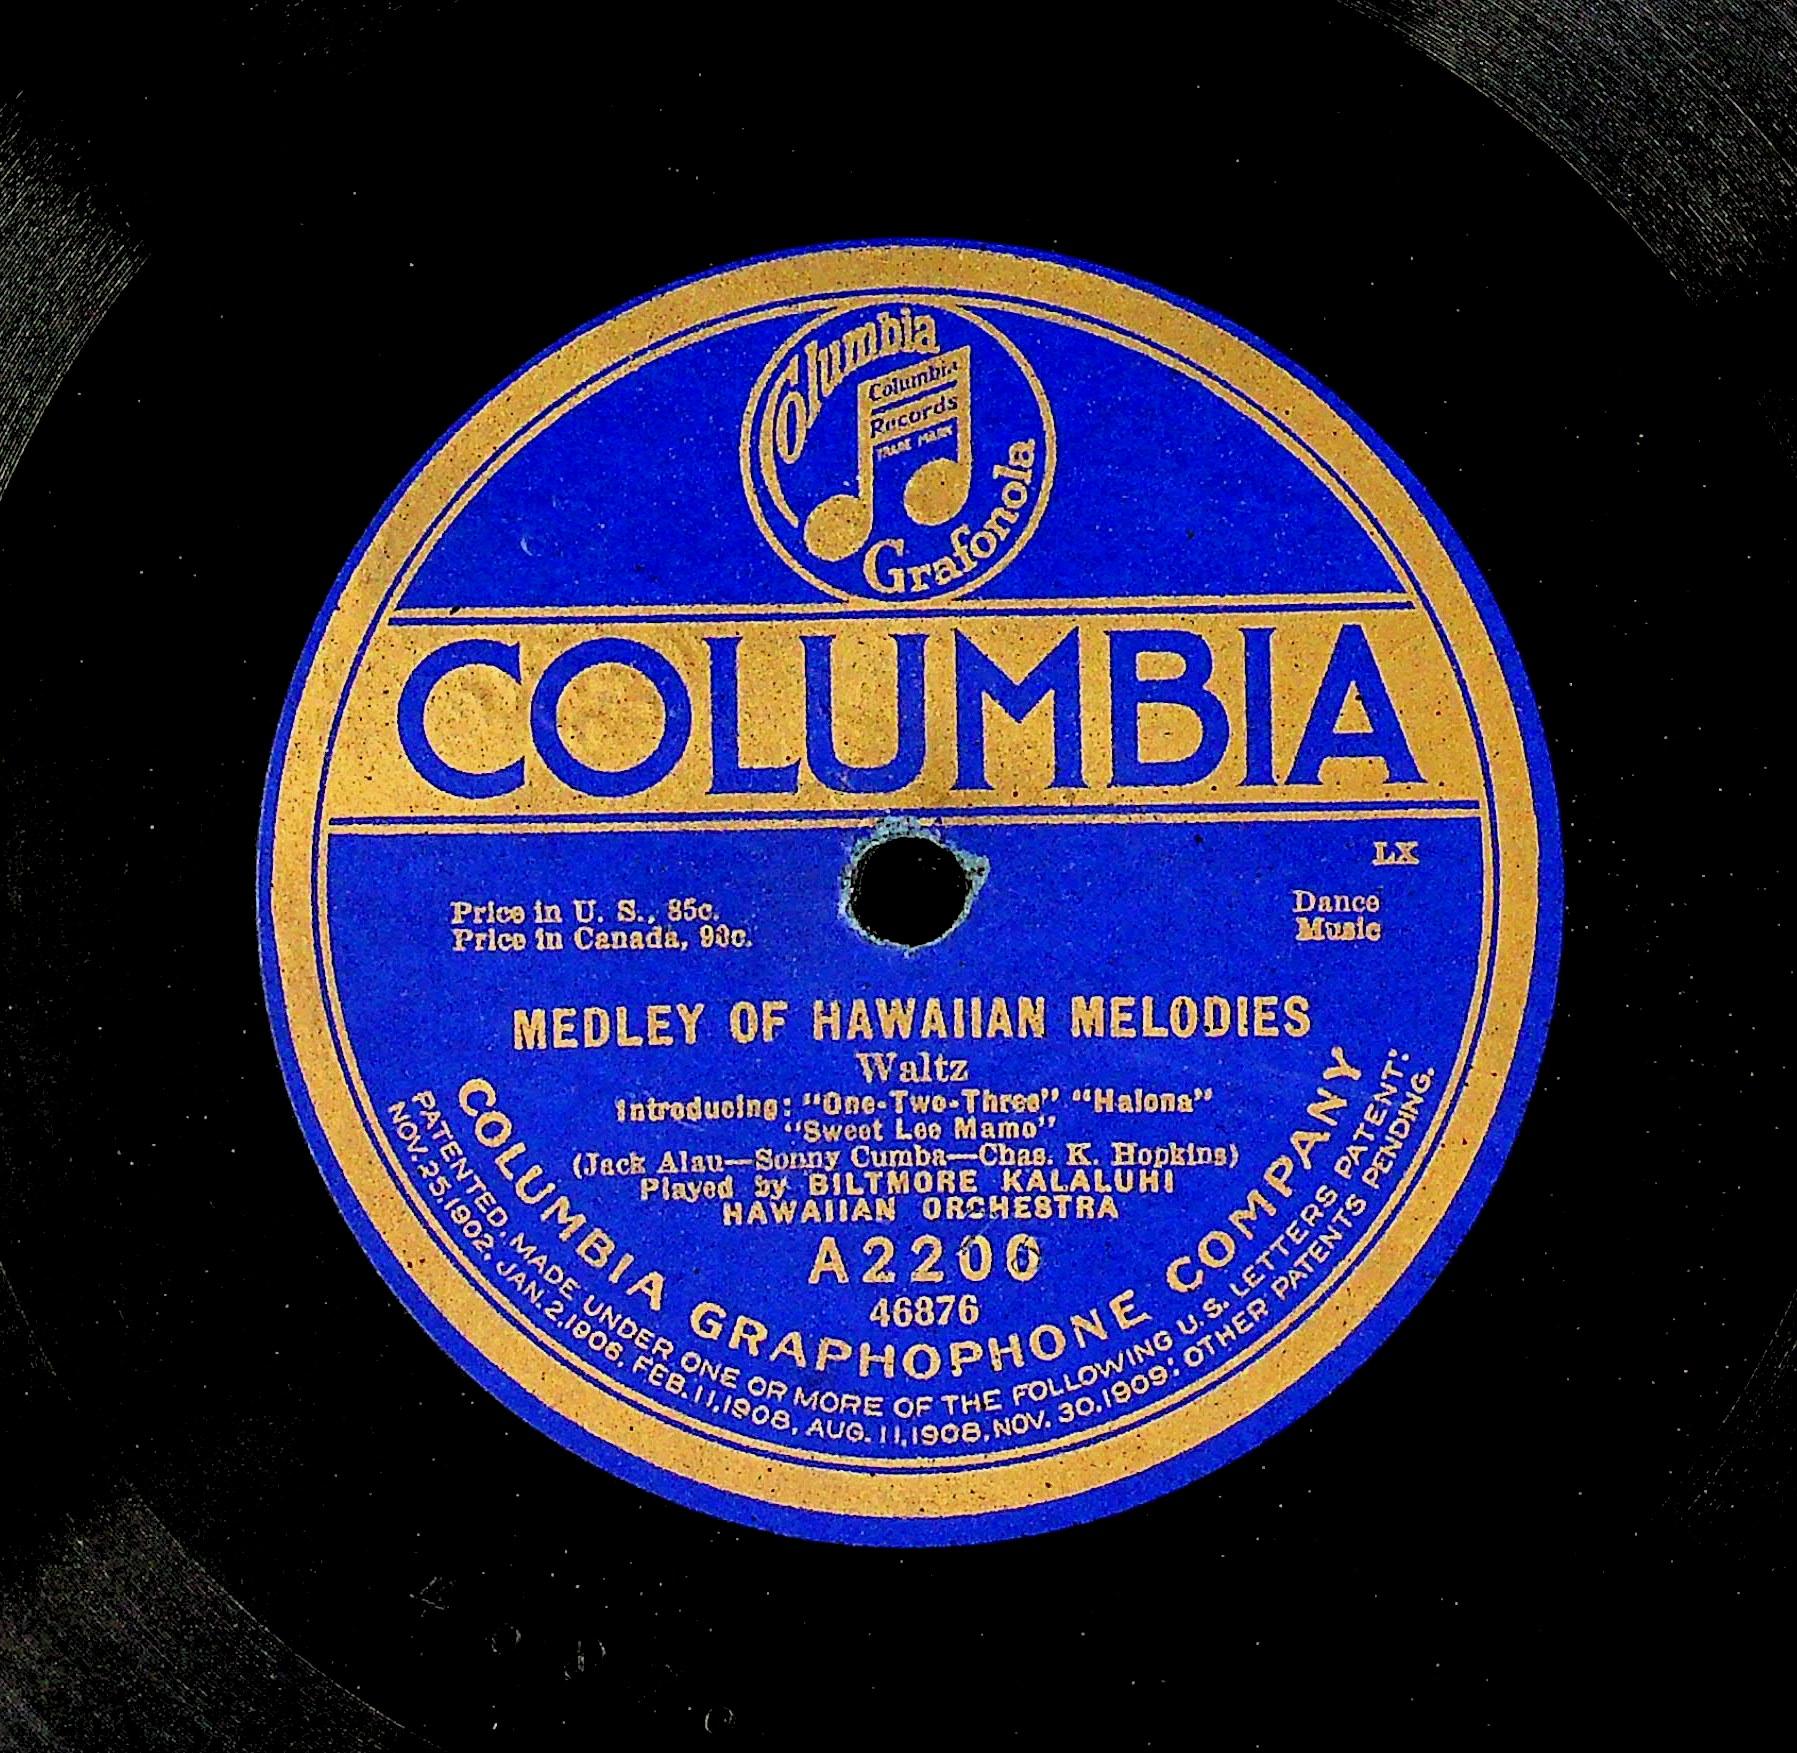 Columbia
Columbia
Records
TRADE MARK
Grafonola
COLUMBIA
LX
Price in U. S., 85c.
Price in Canada, 90c.
Dance
Music
MEDLEY OF HAWAIIAN MELODIES
Waltz
Introducing: "One-Two-Three" "Halona"
"Sweet Lee Mamo"
(Jack Alau—Sonny Cumba—Chas. K. Hopkins)
Played by BILTMORE KALALUHI
HAWAIIAN ORCHESTRA
A2200
46876
COLUMBIA GRAPHOPHONE COMPANY
PATENTED, MADE UNDER ONE OR MORE OF THE FOLLOWING U.S. LETTERS PATENT:
NOV.25,1902, JAN.2,1906, FEB.11,1908, AUG.11,1908, NOV.30,1909; OTHER PATENTS PENDING.